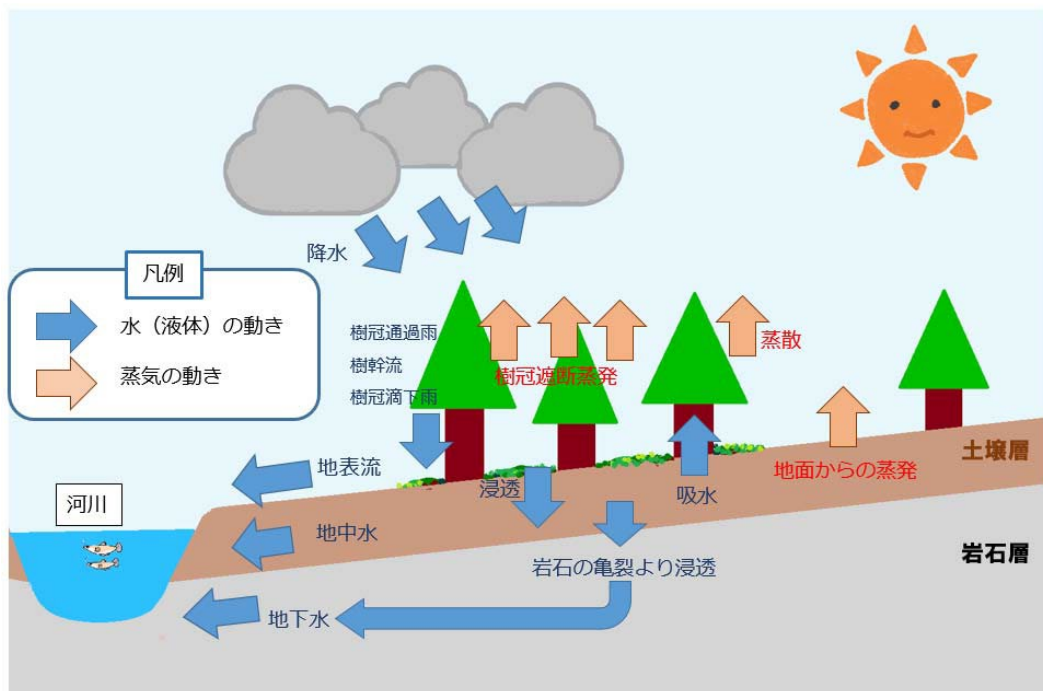 降水
凡例
水（液体）の動き
蒸気の動き
樹冠通過雨
樹幹流
樹冠滴下雨
樹冠遮断蒸発
蒸散
土壌層
地面からの蒸発
地表流
浸透
吸水
河川
地中水
岩石の亀裂より浸透
岩石層
地下水